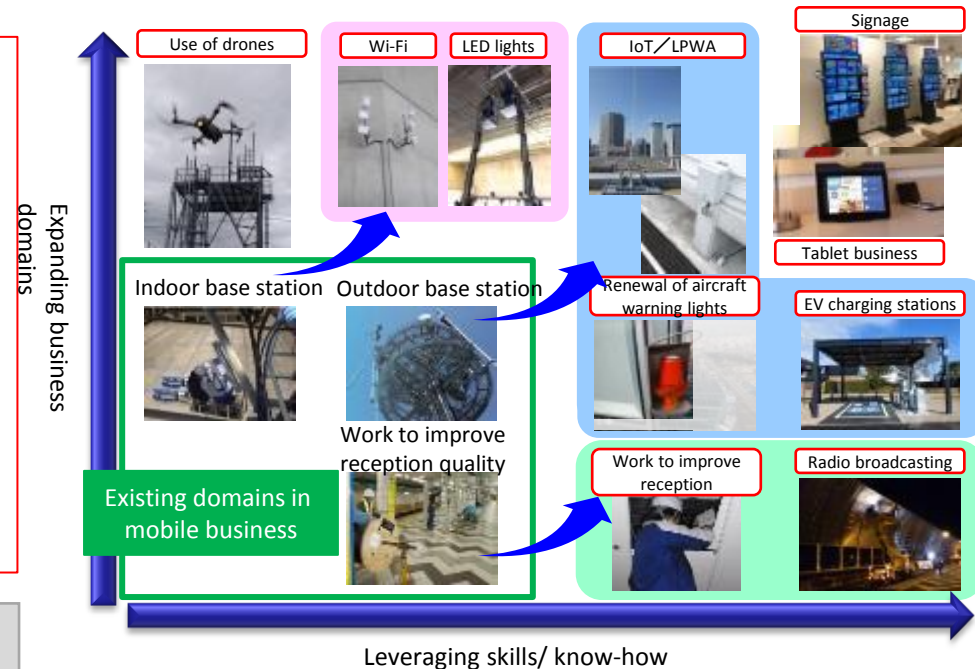 Signage
Use of drones
Wi-Fi
LED lights
IoT／LPWA
Tablet business
Expanding business
domains
Indoor base station
Outdoor base station
Renewal of aircraft
warning lights
EV charging stations
Work to improve
reception quality
Existing domains in
mobile business
Work to improve
reception
Radio broadcasting
Leveraging skills/ know-how